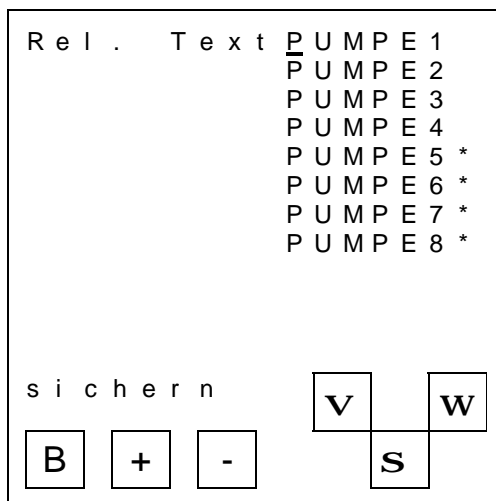 Rel. Text PUMPE1
PUMPE2
PUMPE3
PUMPE4
PUMPE5 *
PUMPE6 *
PUMPE7 *
PUMPE8 *
sichern
V W
B + - S